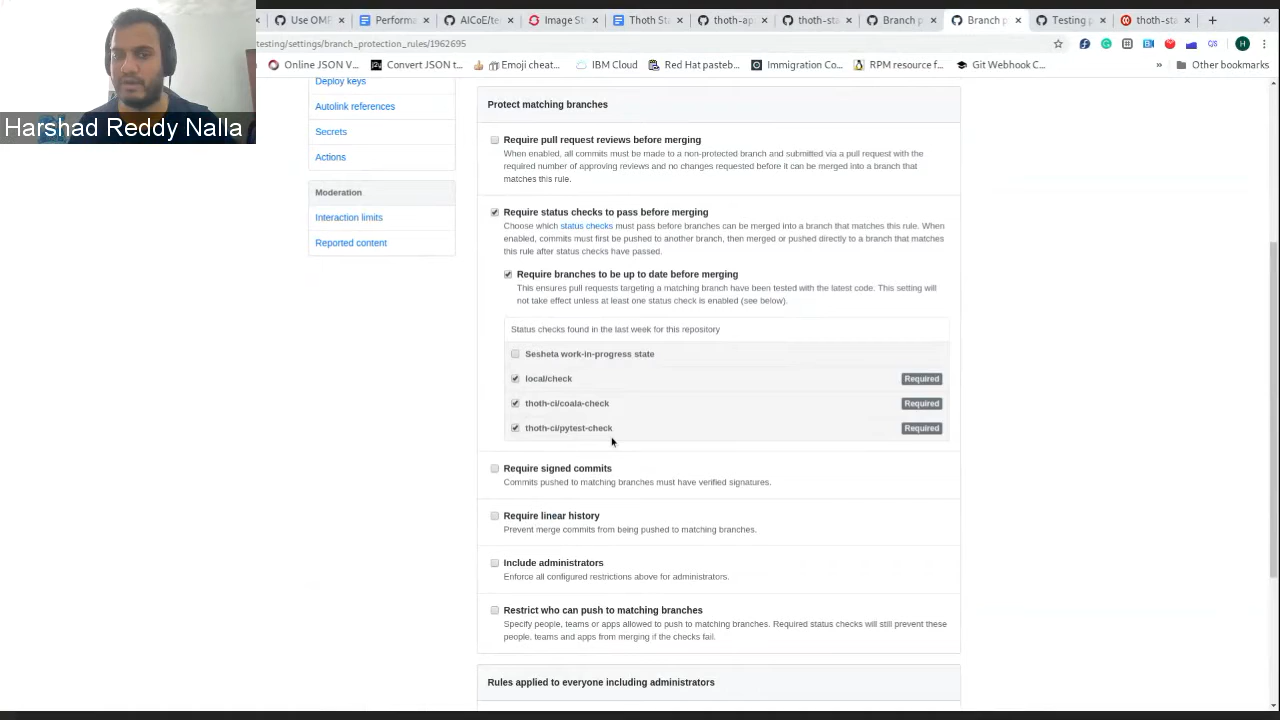 Use OMP
Performa
AICoE/te
Image St
Thoth St
thoth-ap
thoth-st
Branch p
Branch p
Testing p
thoth-st
testing/settings/branch_protection_rules/1962695
Online JSON V...
Convert JSON t...
Emoji cheat...
IBM Cloud
Red Hat pasteb...
Immigration Co...
RPM resource f...
Git Webhook C...
»
Other bookmarks
Harshad Reddy Nalla
Deploy keys
Autolink references
Secrets
Actions
Moderation
Interaction limits
Reported content
Protect matching branches
Require pull request reviews before merging
When enabled, all commits must be made to a non-protected branch and submitted via a pull request with the
required number of approving reviews and no changes requested before it can be merged into a branch that
matches this rule.
Require status checks to pass before merging
Choose which status checks must pass before branches can be merged into a branch that matches this rule. When
enabled, commits must first be pushed to another branch, then merged or pushed directly to a branch that matches
this rule after status checks have passed.
Require branches to be up to date before merging
This ensures pull requests targeting a matching branch have been tested with the latest code. This setting will
not take effect unless at least one status check is enabled (see below).
Status checks found in the last week for this repository
Sesheta work-in-progress state
local/check Required
thoth-ci/coala-check Required
thoth-ci/pytest-check Required
Require signed commits
Commits pushed to matching branches must have verified signatures.
Require linear history
Prevent merge commits from being pushed to matching branches.
Include administrators
Enforce all configured restrictions above for administrators.
Restrict who can push to matching branches
Specify people, teams or apps allowed to push to matching branches. Required status checks will still prevent these
people, teams and apps from merging if the checks fail.
Rules applied to everyone including administrators